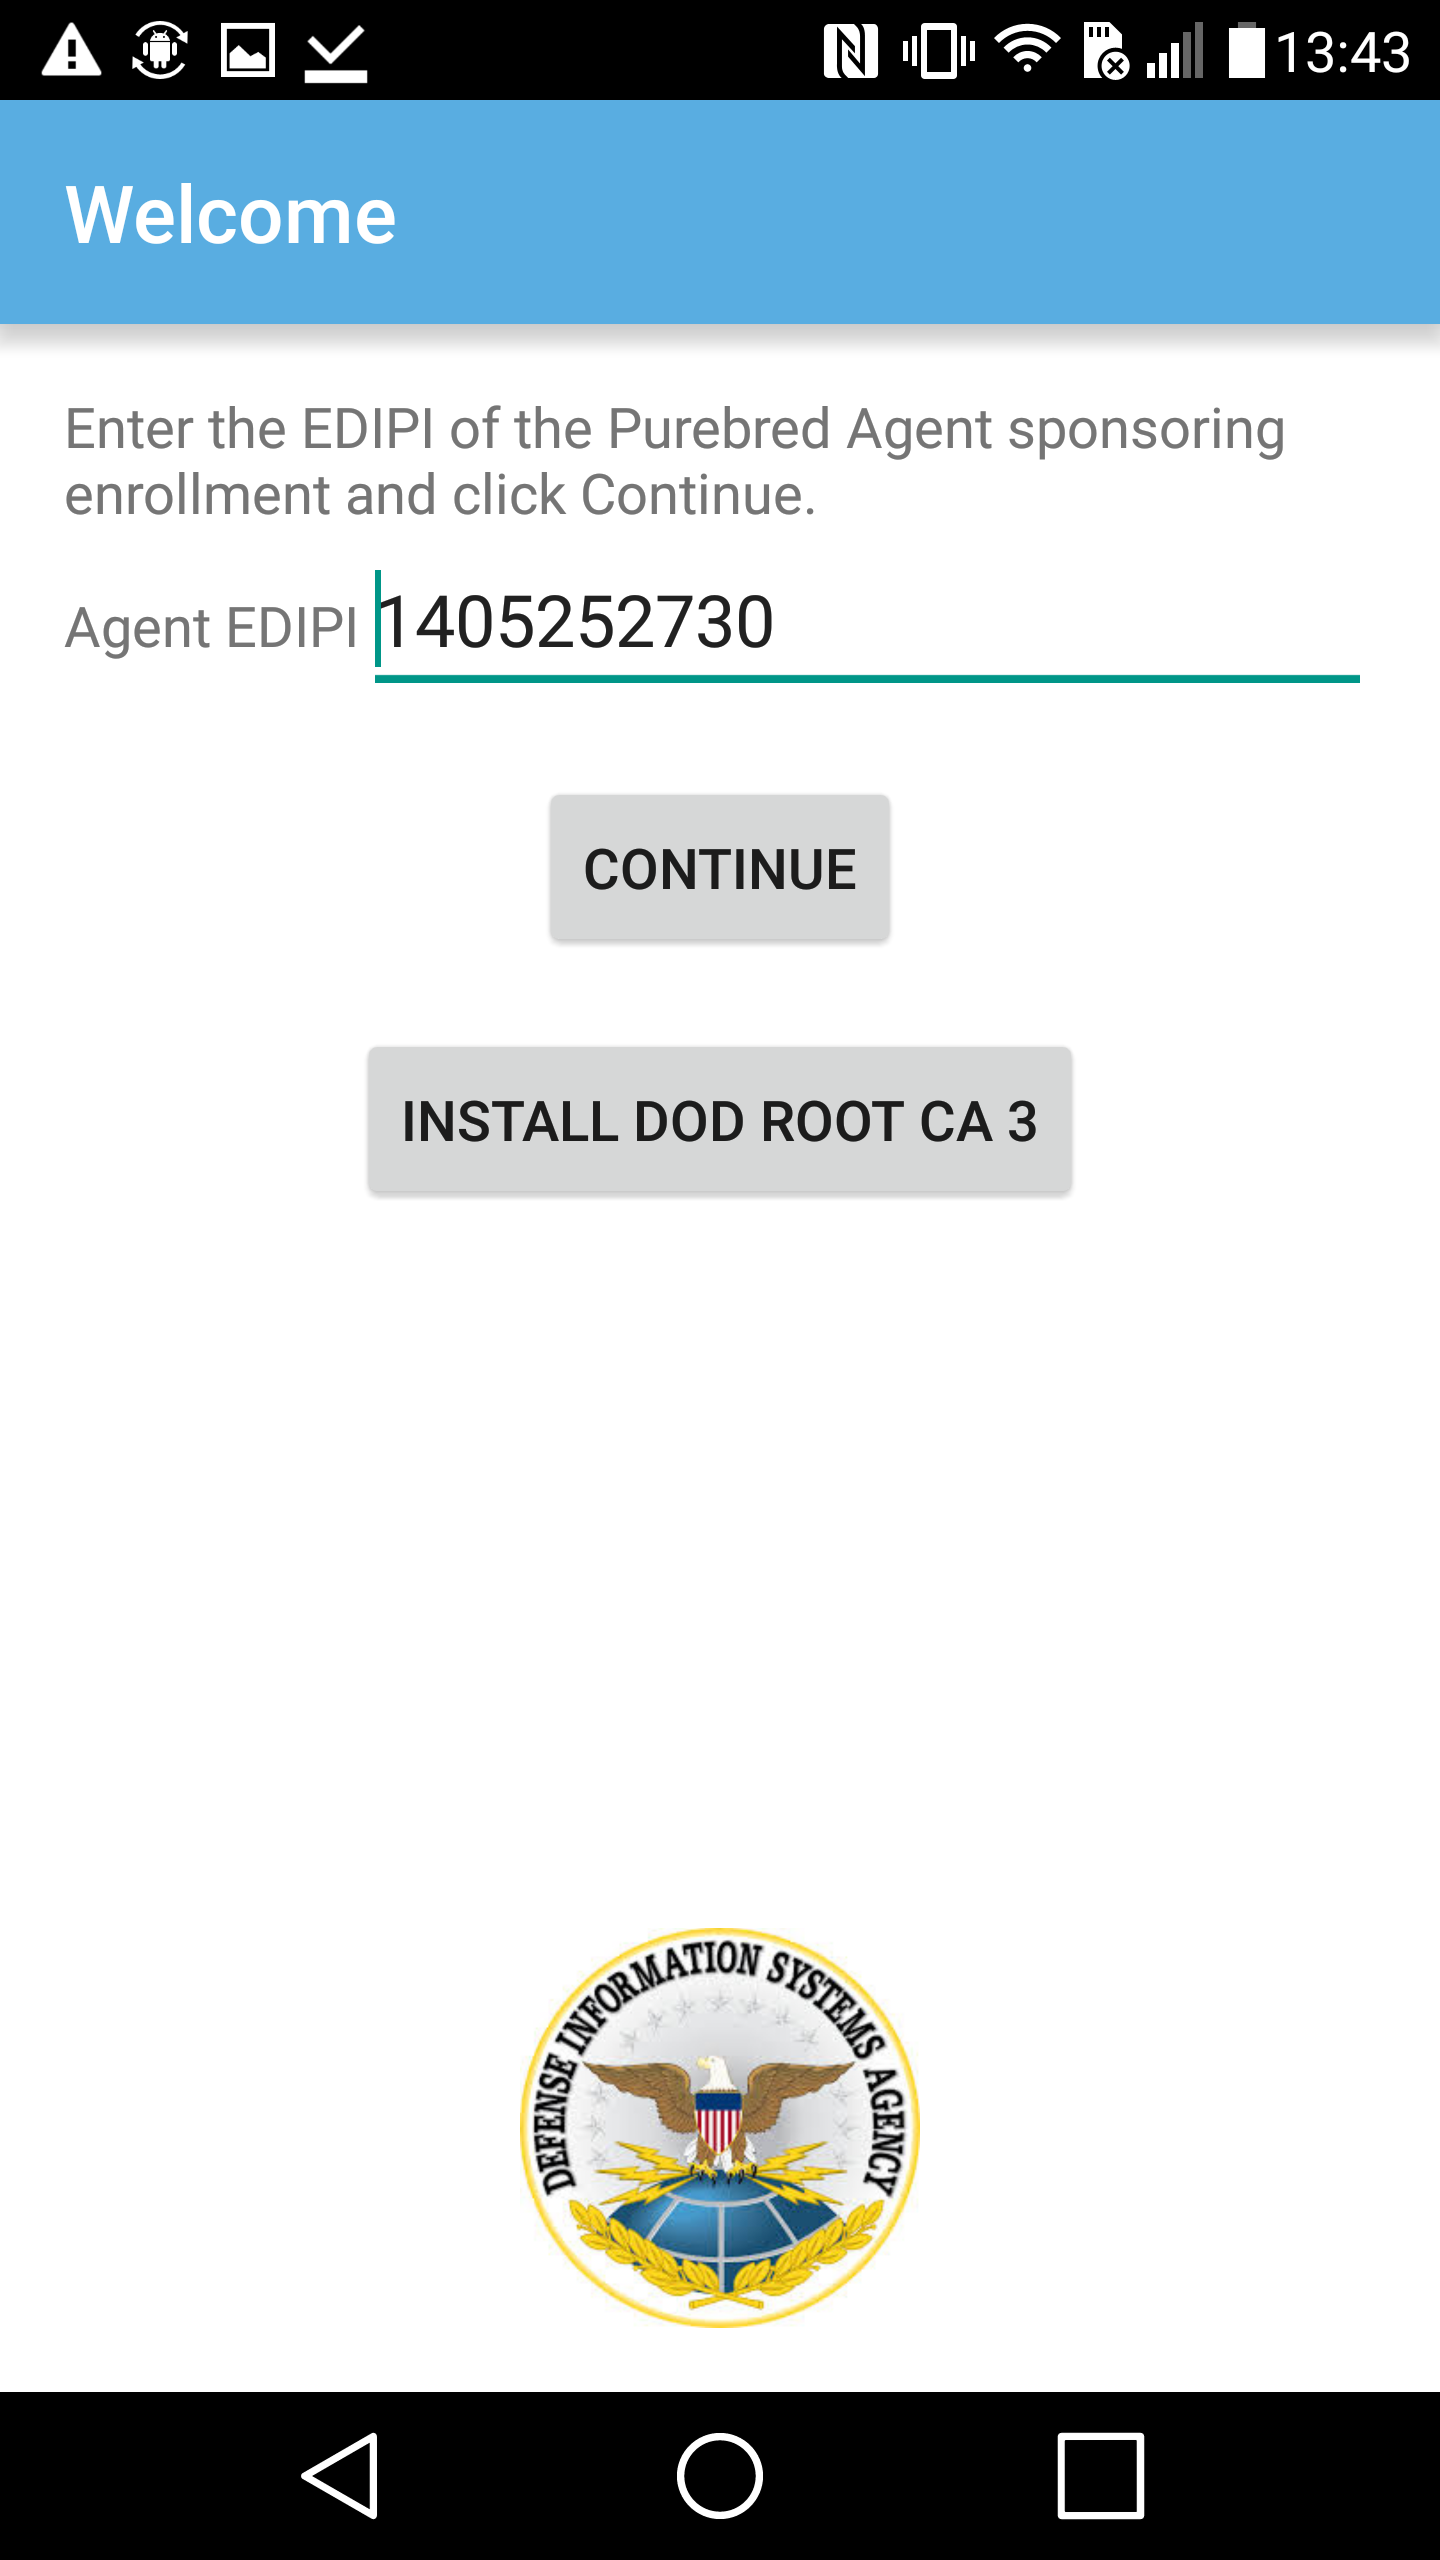 13:43
Welcome
Enter the EDIPI of the Purebred Agent sponsoring
enrollment and click Continue.
Agent EDIPI 1405252730
CONTINUE
INSTALL DOD ROOT CA 3
DEFENSE INFORMATION SYSTEMS AGENCY